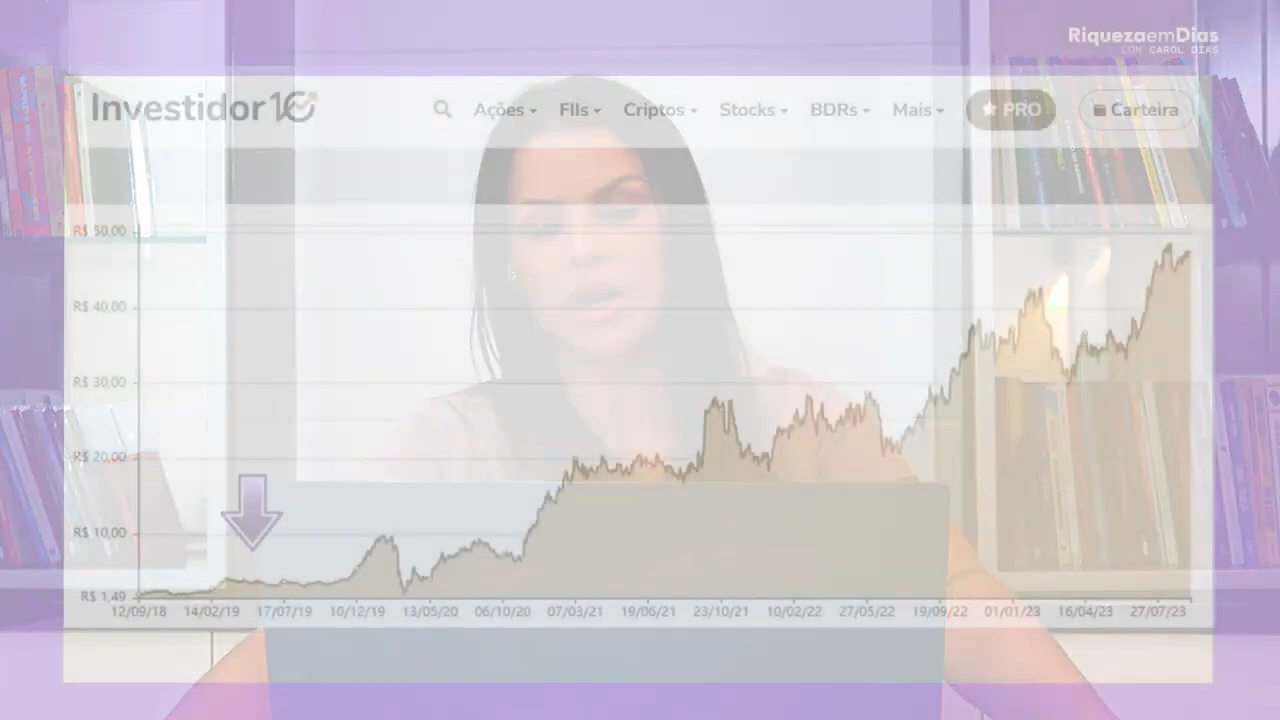 RiquezaemDias
COM CAROL DIAS
Investidor10
Ações
FIIs
Criptos
Stocks
BDRs
Mais
PRO
Carteira
R$ 50,00
R$ 40,00
R$ 30,00
R$ 20,00
R$ 10,00
R$ 1,49
12/09/18 14/02/19 17/07/19 10/12/19 13/05/20 06/10/20 07/03/21 19/06/21 23/10/21 10/02/22 27/05/22 19/09/22 01/01/23 16/04/23 27/07/23